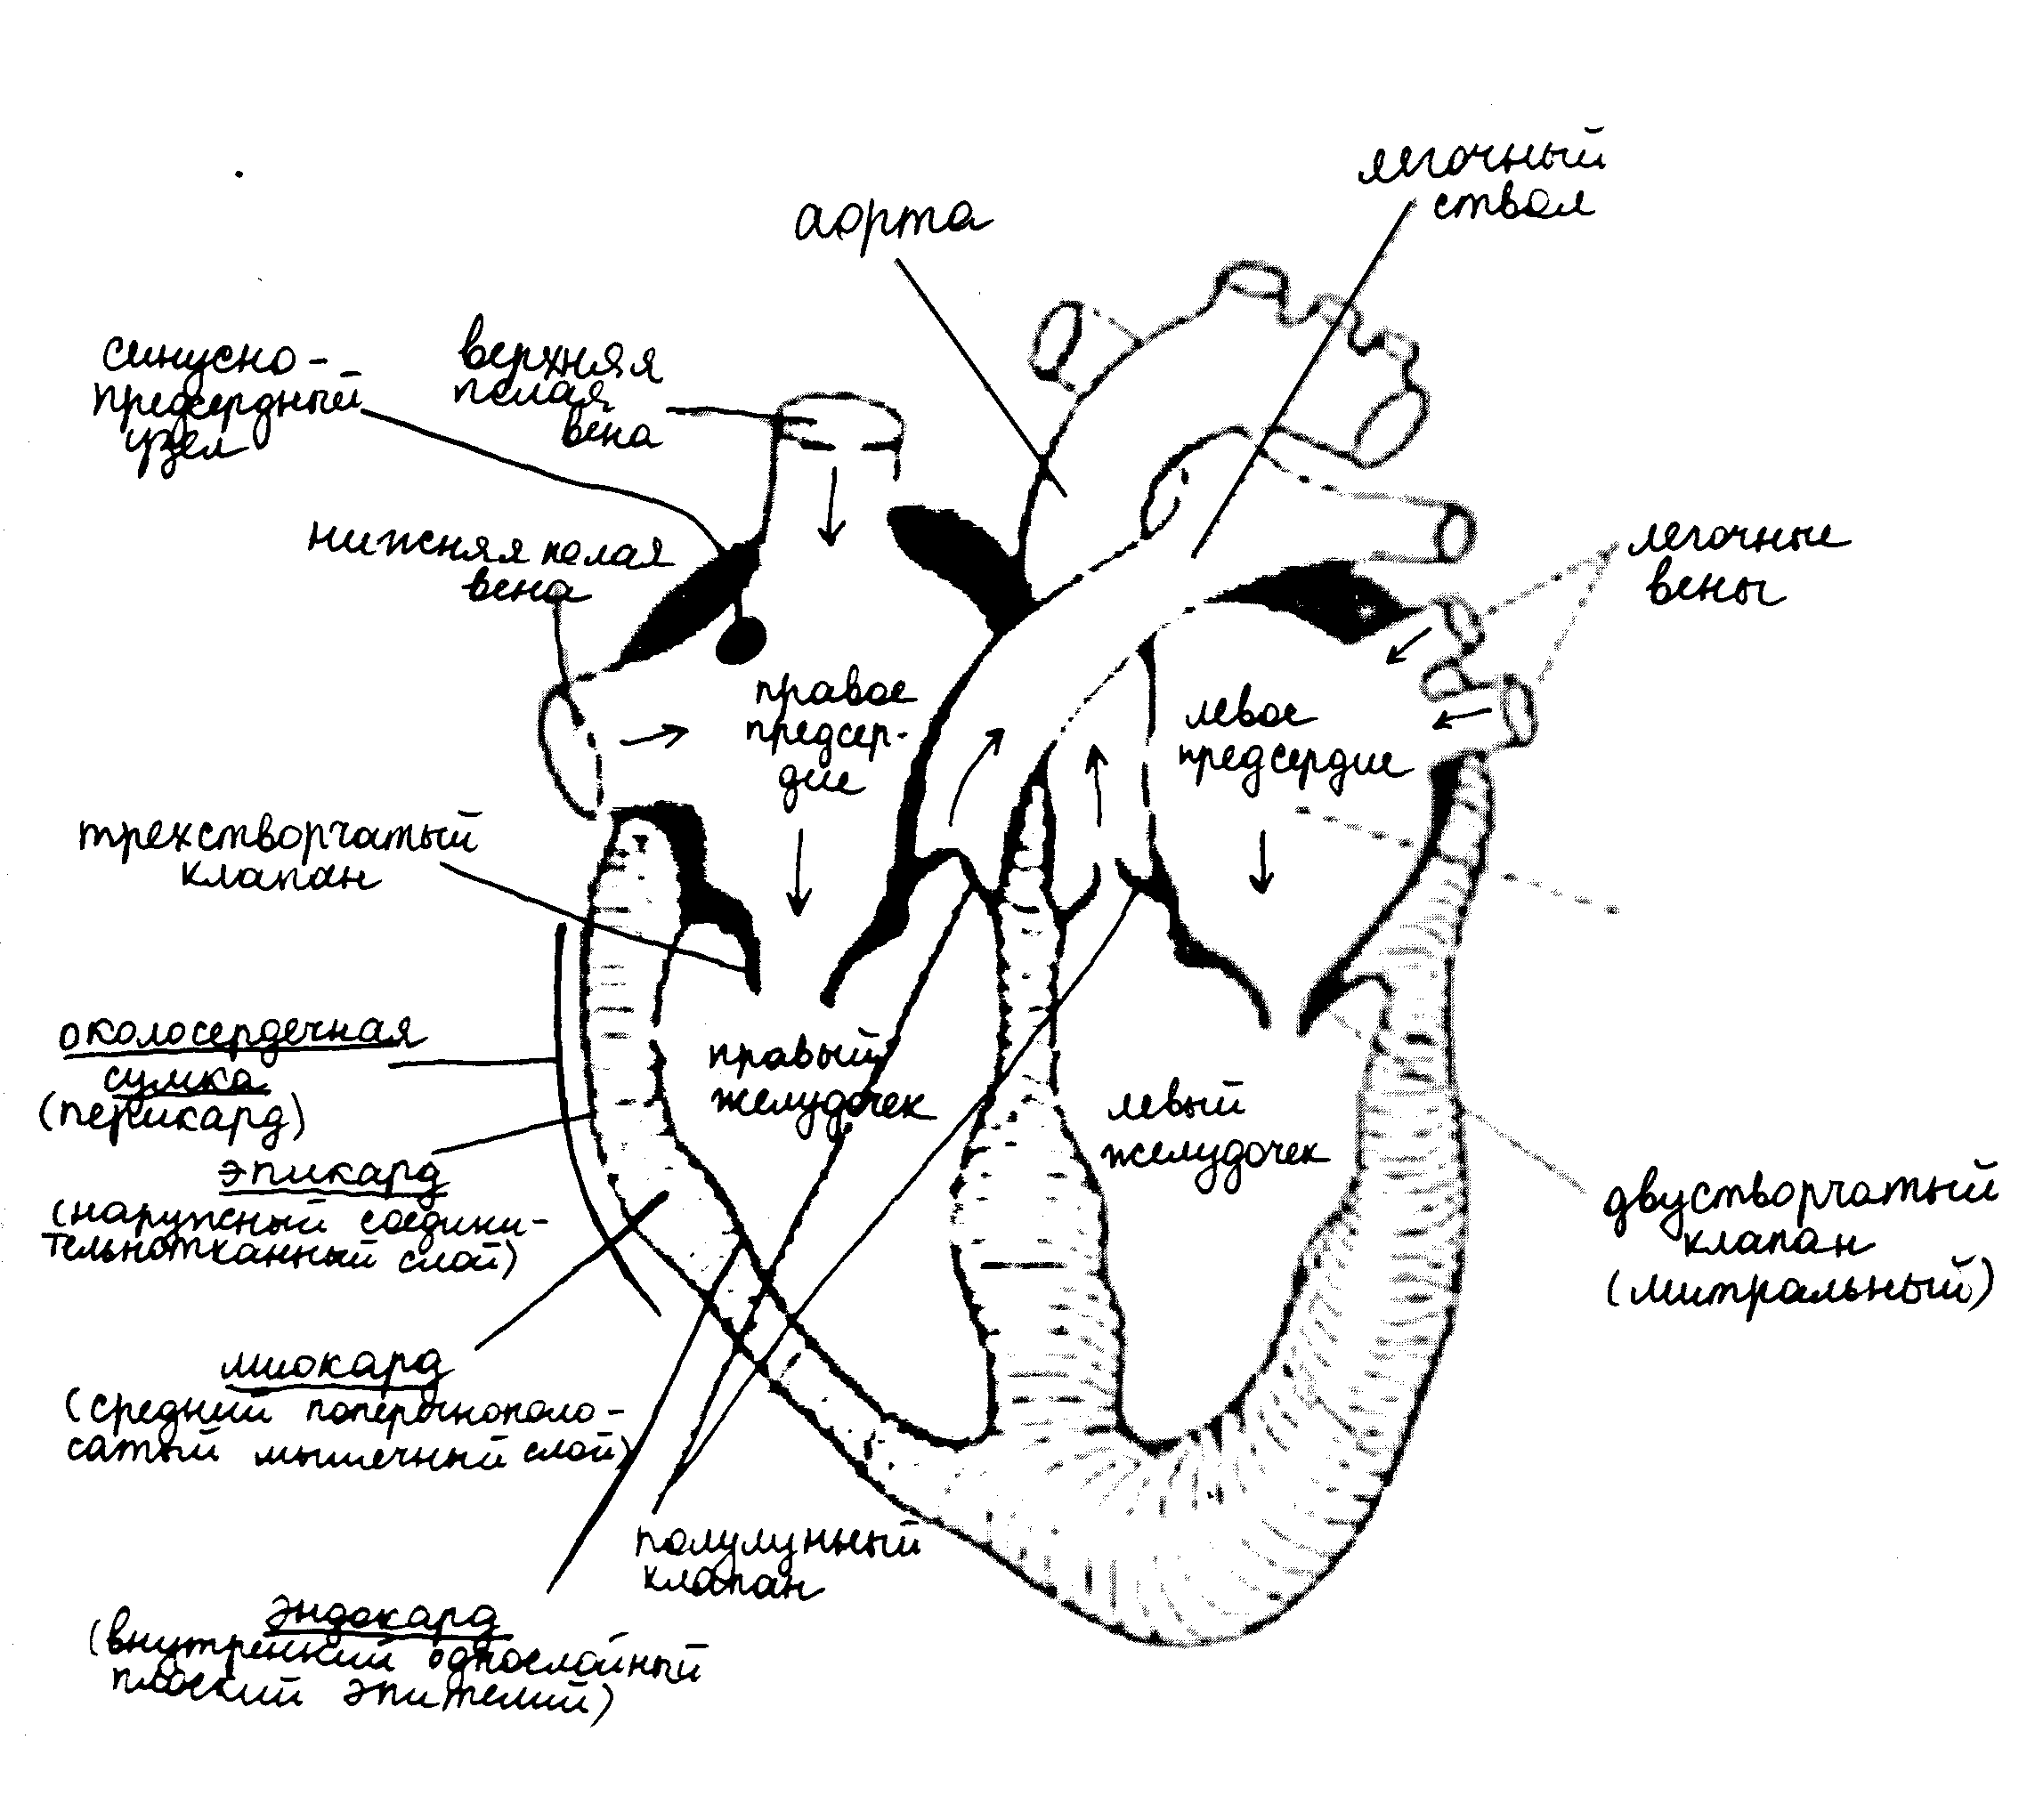 легочный
ствол
аорта
синусно-
предсердный
узел
верхняя
полая
вена
нижняя полая
вена
легочные
вены
правое
предсер-
дие
левое
предсердие
трехстворчатый
клапан
околосердечная
сумка
(перикард)
правый
желудочек
левый
желудочек
эпикард
(наружный соедини-
тельнотканный слой)
двустворчатый
клапан
(митральный)
миокард
(средний поперечнополо-
сатый мышечный слой)
полулунный
клапан
эндокард
(внутренний однослойный
плоский эпителий)